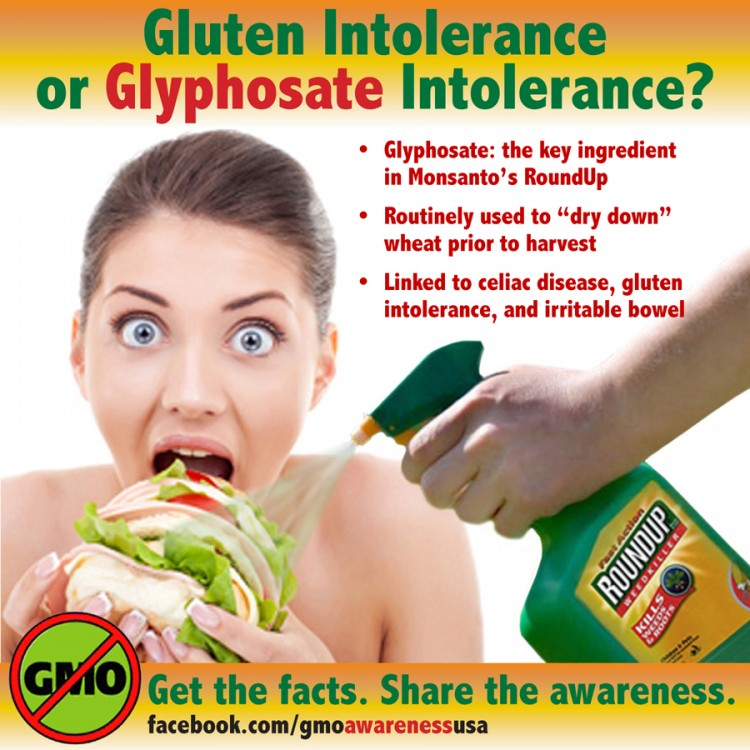 Gluten Intolerance
or Glyphosate Intolerance?
• Glyphosate: the key ingredient
in Monsanto's RoundUp
• Routinely used to “dry down”
wheat prior to harvest
• Linked to celiac disease, gluten
intolerance, and irritable bowel
Fast Action
ROUNDUP
WEEDKILLER
KILLS
WEEDS
& ROOTS
GMO
Get the facts. Share the awareness.
facebook.com/gmoawarenessusa